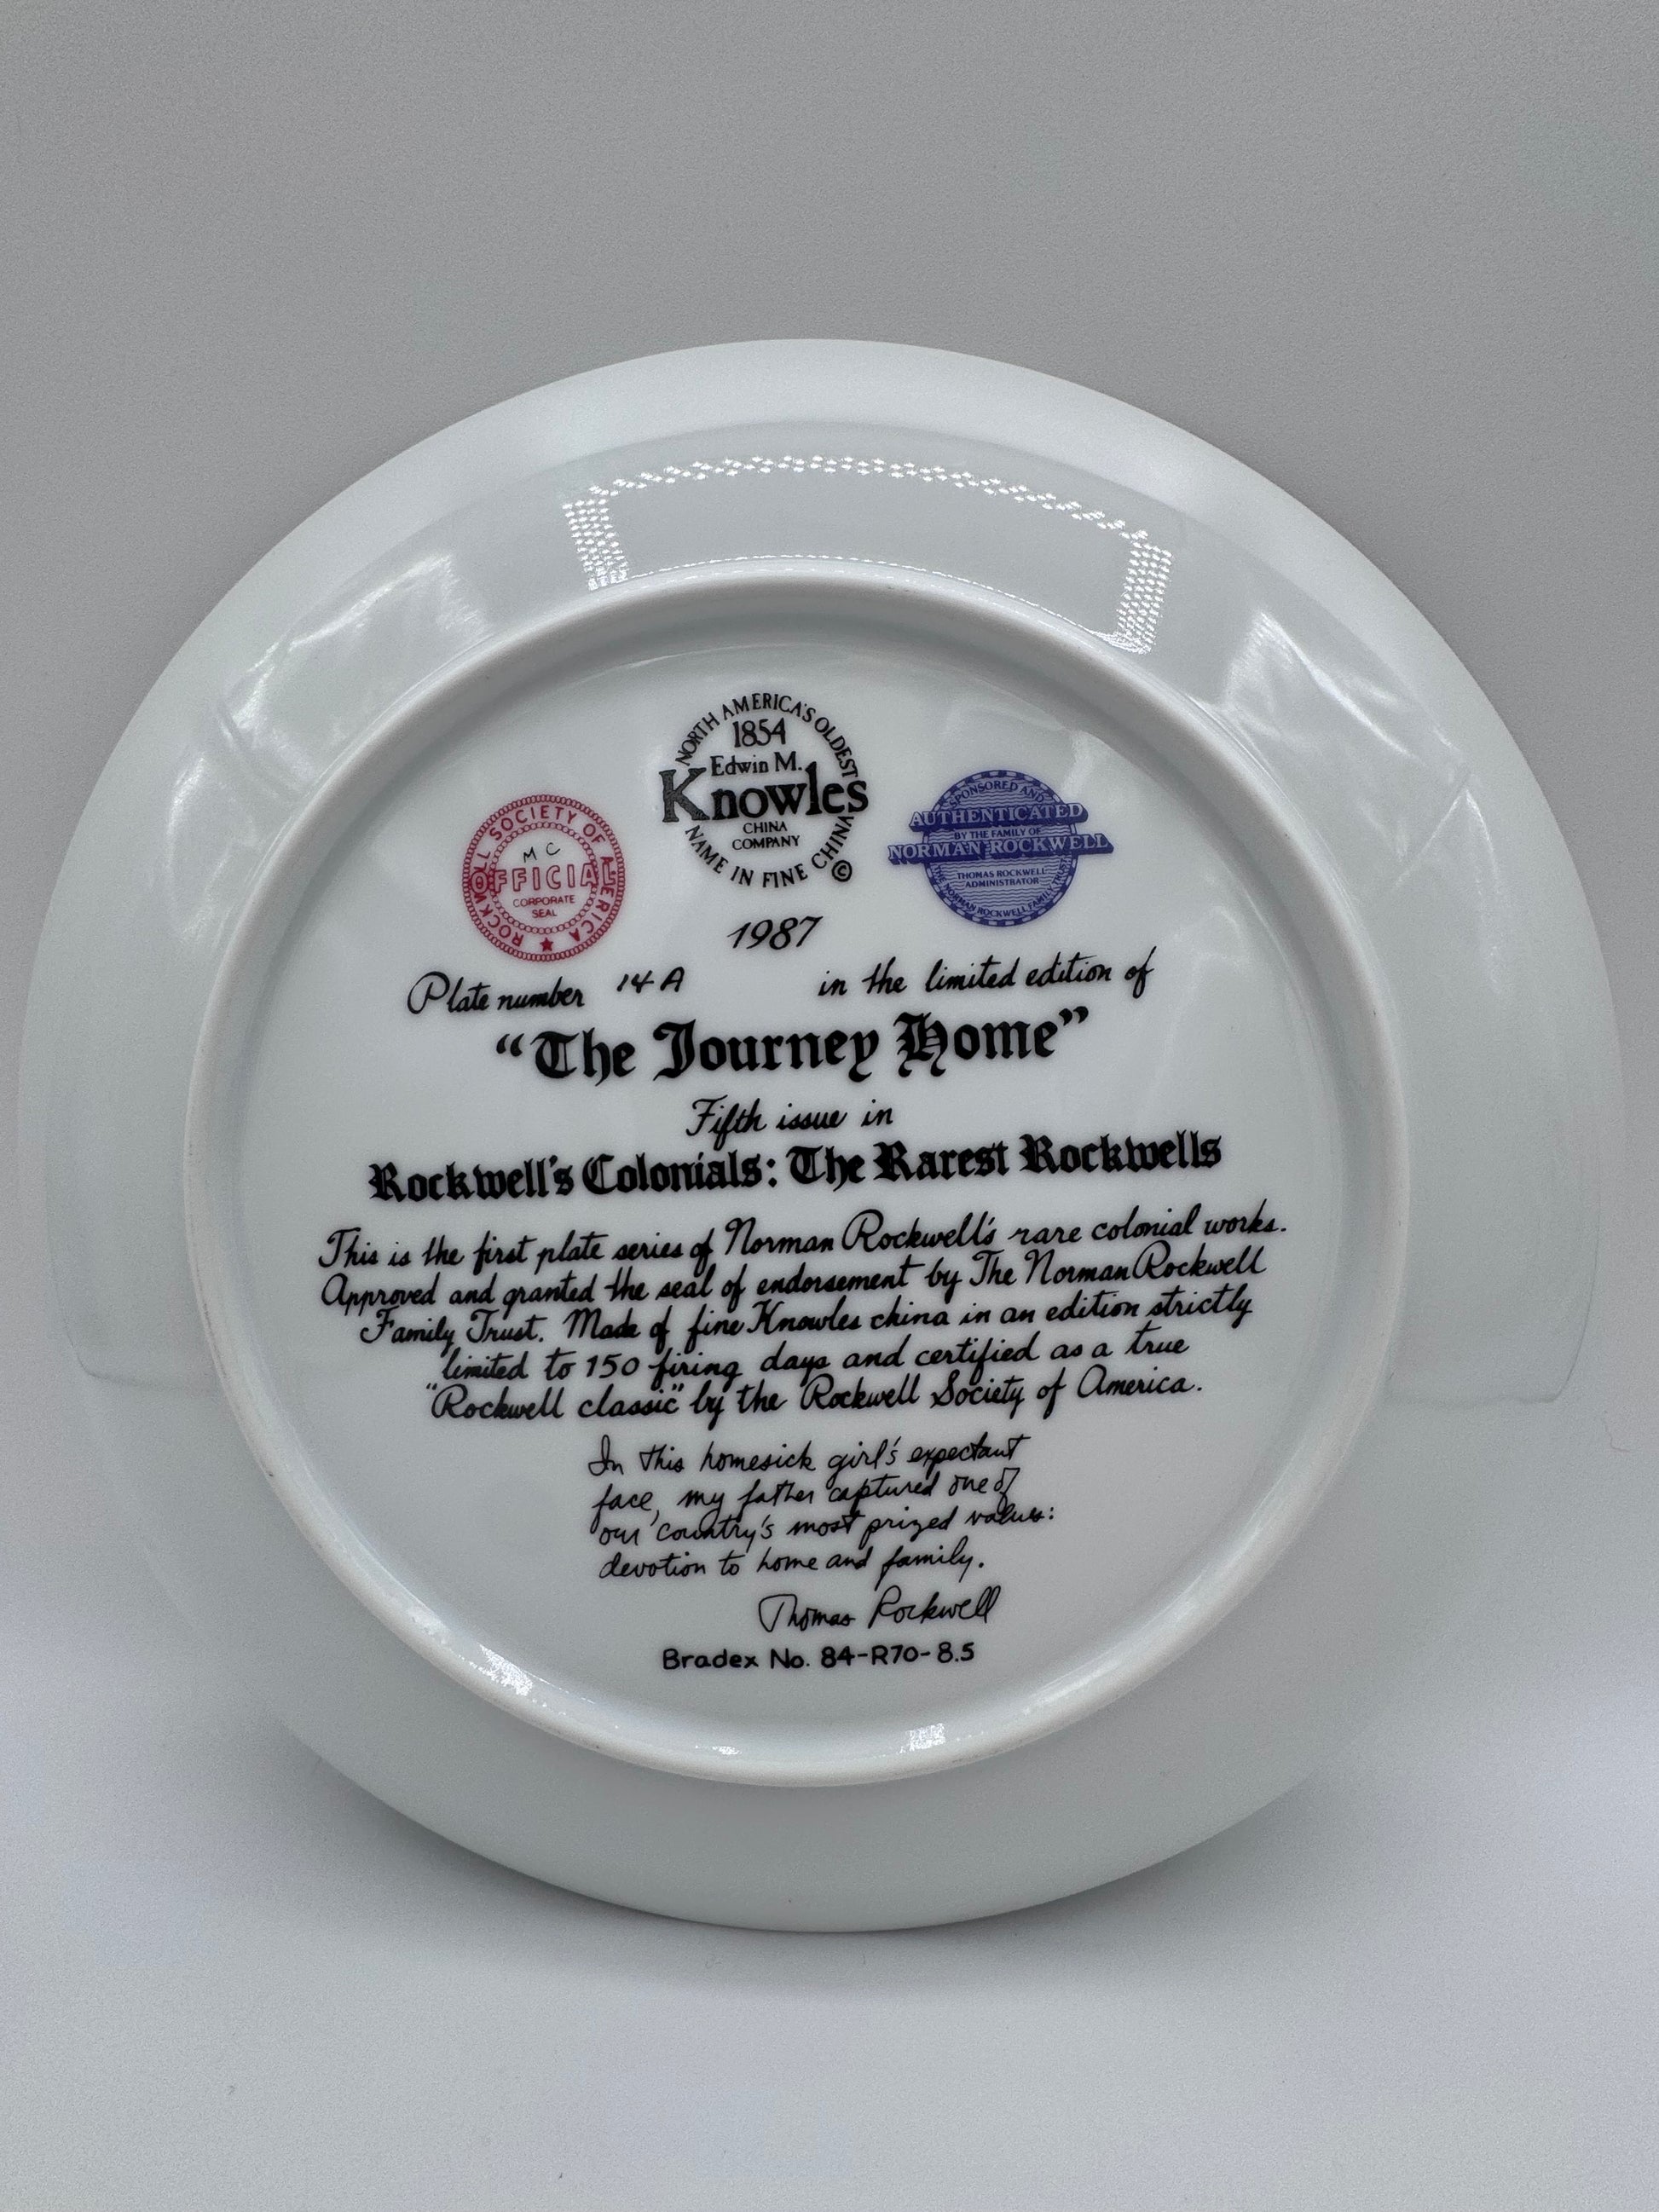 NORTH AMERICA'S OLDEST
1854
Edwin M.
Knowles
CHINA
COMPANY
NAME IN FINE CHINA
©
ROCKWELL SOCIETY OF AMERICA
M C
OFFICIAL
CORPORATE
SEAL
SPONSORED AND
AUTHENTICATED
BY THE FAMILY OF
NORMAN ROCKWELL
THOMAS ROCKWELL
ADMINISTRATOR
THE NORMAN ROCKWELL FAMILY TRUST
1987
Plate number 14A in the limited edition of
"The Journey Home"
Fifth issue in
Rockwell's Colonials: The Rarest Rockwells
This is the first plate series of Norman Rockwell's rare colonial works.
Approved and granted the seal of endorsement by The Norman Rockwell
Family Trust. Made of fine Knowles china in an edition strictly
limited to 150 firing days and certified as a true
"Rockwell classic" by the Rockwell Society of America.
In this homesick girl's expectant
face, my father captured one of
our country's most prized values:
devotion to home and family.
Thomas Rockwell
Bradex No. 84-R70-8.5